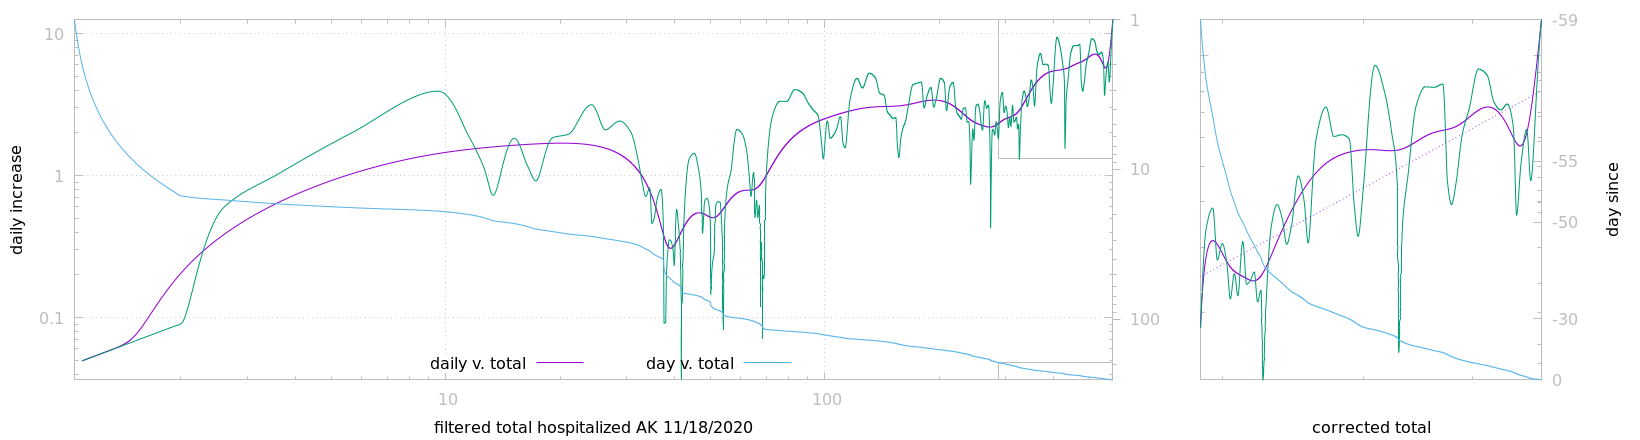 10
1
0.1
daily increase
10
100
filtered total hospitalized AK 11/18/2020
daily v. total
day v. total
1
10
100
-59
-55
-50
-30
0
day since
corrected total